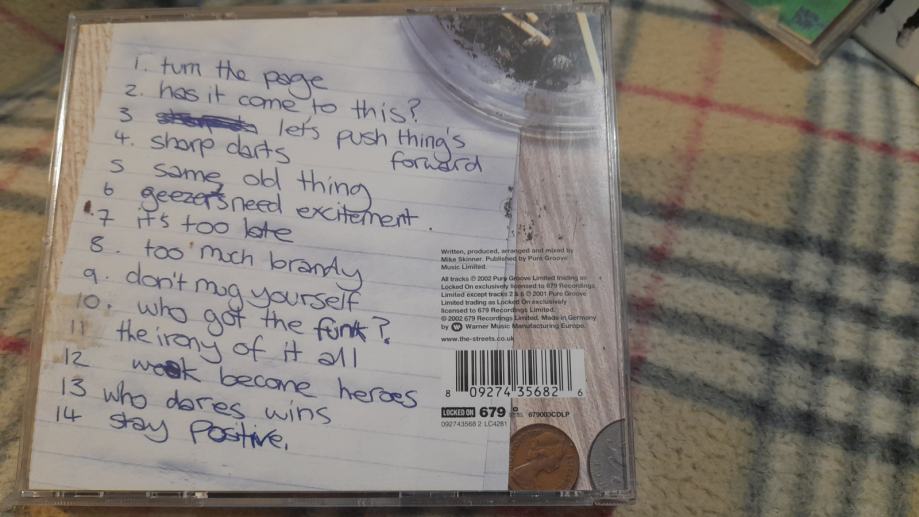 1. turn the page
2. has it come to this?
3 let's push thing's
forward
4. sharp darts
5 same old thing
6 geezers need excitement.
7 it's too late
8. too much brandy
9. don't mug yourself
10. who got the funk?
11 the irony of it all
12 weak become heroes
13 who dares wins
14 stay positive.
Written, produced, arranged and mixed by
Mike Skinner. Published by Pure Groove
Music Limited.
All tracks ℗ 2002 Pure Groove Limited trading as
Locked On exclusively licensed to 679 Recordings
Limited except tracks 2 & 6 ℗ 2001 Pure Groove
Limited trading as Locked On exclusively
licensed to 679 Recordings Limited.
© 2002 679 Recordings Limited. Made in Germany
by Warner Music Manufacturing Europe.
www.the-streets.co.uk
8 09274 35682 6
LOCKED ON 679 679003CDLP
092743568 2 LC4281